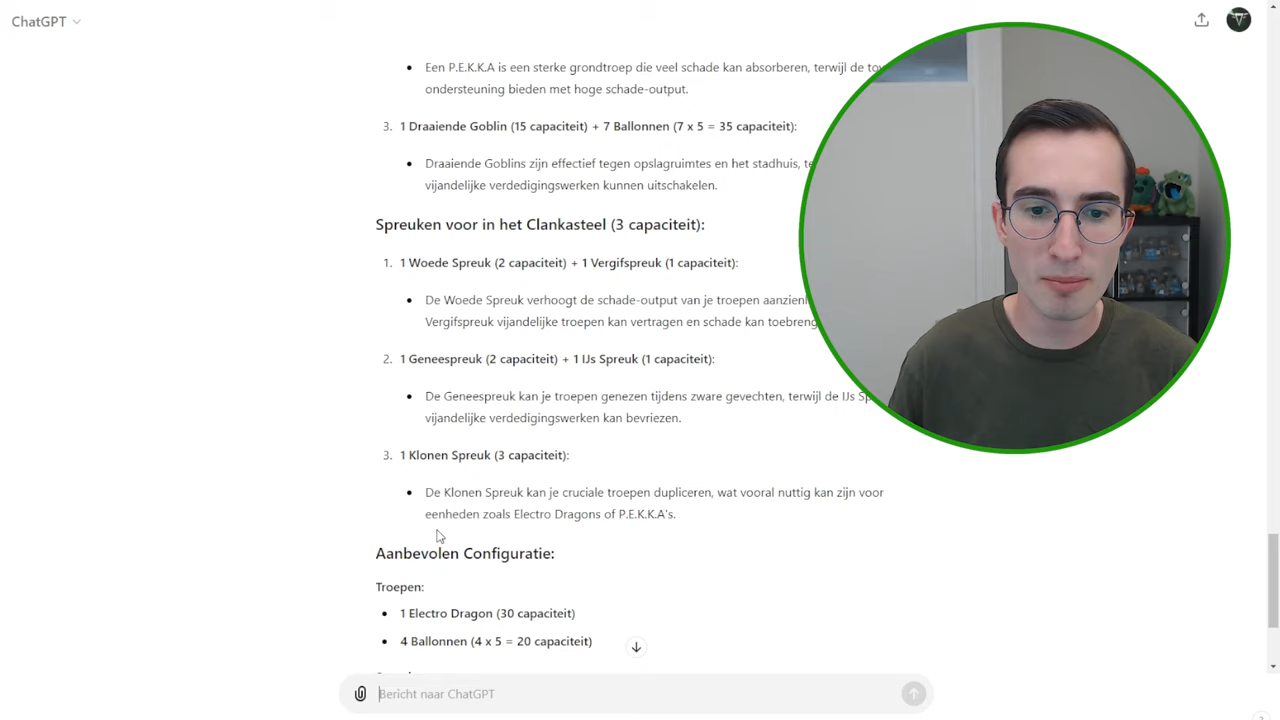 ChatGPT
Een P.E.K.K.A is een sterke grondtroep die veel schade kan absorberen, terwijl de
ondersteuning bieden met hoge schade-output.
3. 1 Draaiende Goblin (15 capaciteit) + 7 Ballonnen (7 x 5 = 35 capaciteit):
Draaiende Goblins zijn effectief tegen opslagruimtes en het stadhuis,
vijandelijke verdedigingswerken kunnen uitschakelen.
Spreuken voor in het Clankasteel (3 capaciteit):
1. 1 Woede Spreuk (2 capaciteit) + 1 Vergifspreuk (1 capaciteit):
De Woede Spreuk verhoogt de schade-output van je troepen
Vergifspreuk vijandelijke troepen kan vertragen en schade kan
2. 1 Geneespreuk (2 capaciteit) + 1 IJs Spreuk (1 capaciteit):
De Geneespreuk kan je troepen genezen tijdens zware gevechten, terwijl de IJs
vijandelijke verdedigingswerken kan bevriezen.
3. 1 Klonen Spreuk (3 capaciteit):
De Klonen Spreuk kan je cruciale troepen dupliceren, wat vooral nuttig kan zijn voor
eenheden zoals Electro Dragons of P.E.K.K.A's.
Aanbevolen Configuratie:
Troepen:
1 Electro Dragon (30 capaciteit)
4 Ballonnen (4 x 5 = 20 capaciteit)
Bericht naar ChatGPT